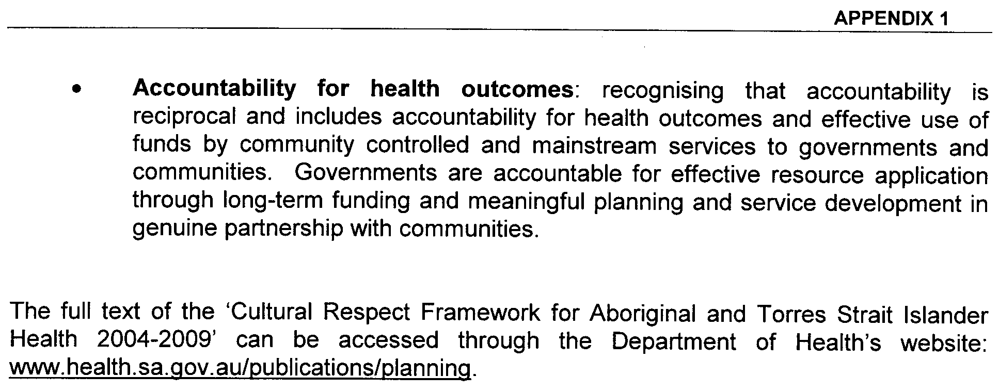 APPENDIX 1
• Accountability for health outcomes: recognising that accountability is
reciprocal and includes accountability for health outcomes and effective use of
funds by community controlled and mainstream services to governments and
communities. Governments are accountable for effective resource application
through long-term funding and meaningful planning and service development in
genuine partnership with communities.
The full text of the ‘Cultural Respect Framework for Aboriginal and Torres Strait Islander
Health 2004-2009’ can be accessed through the Department of Health’s website:
www.health.sa.gov.au/publications/planning.